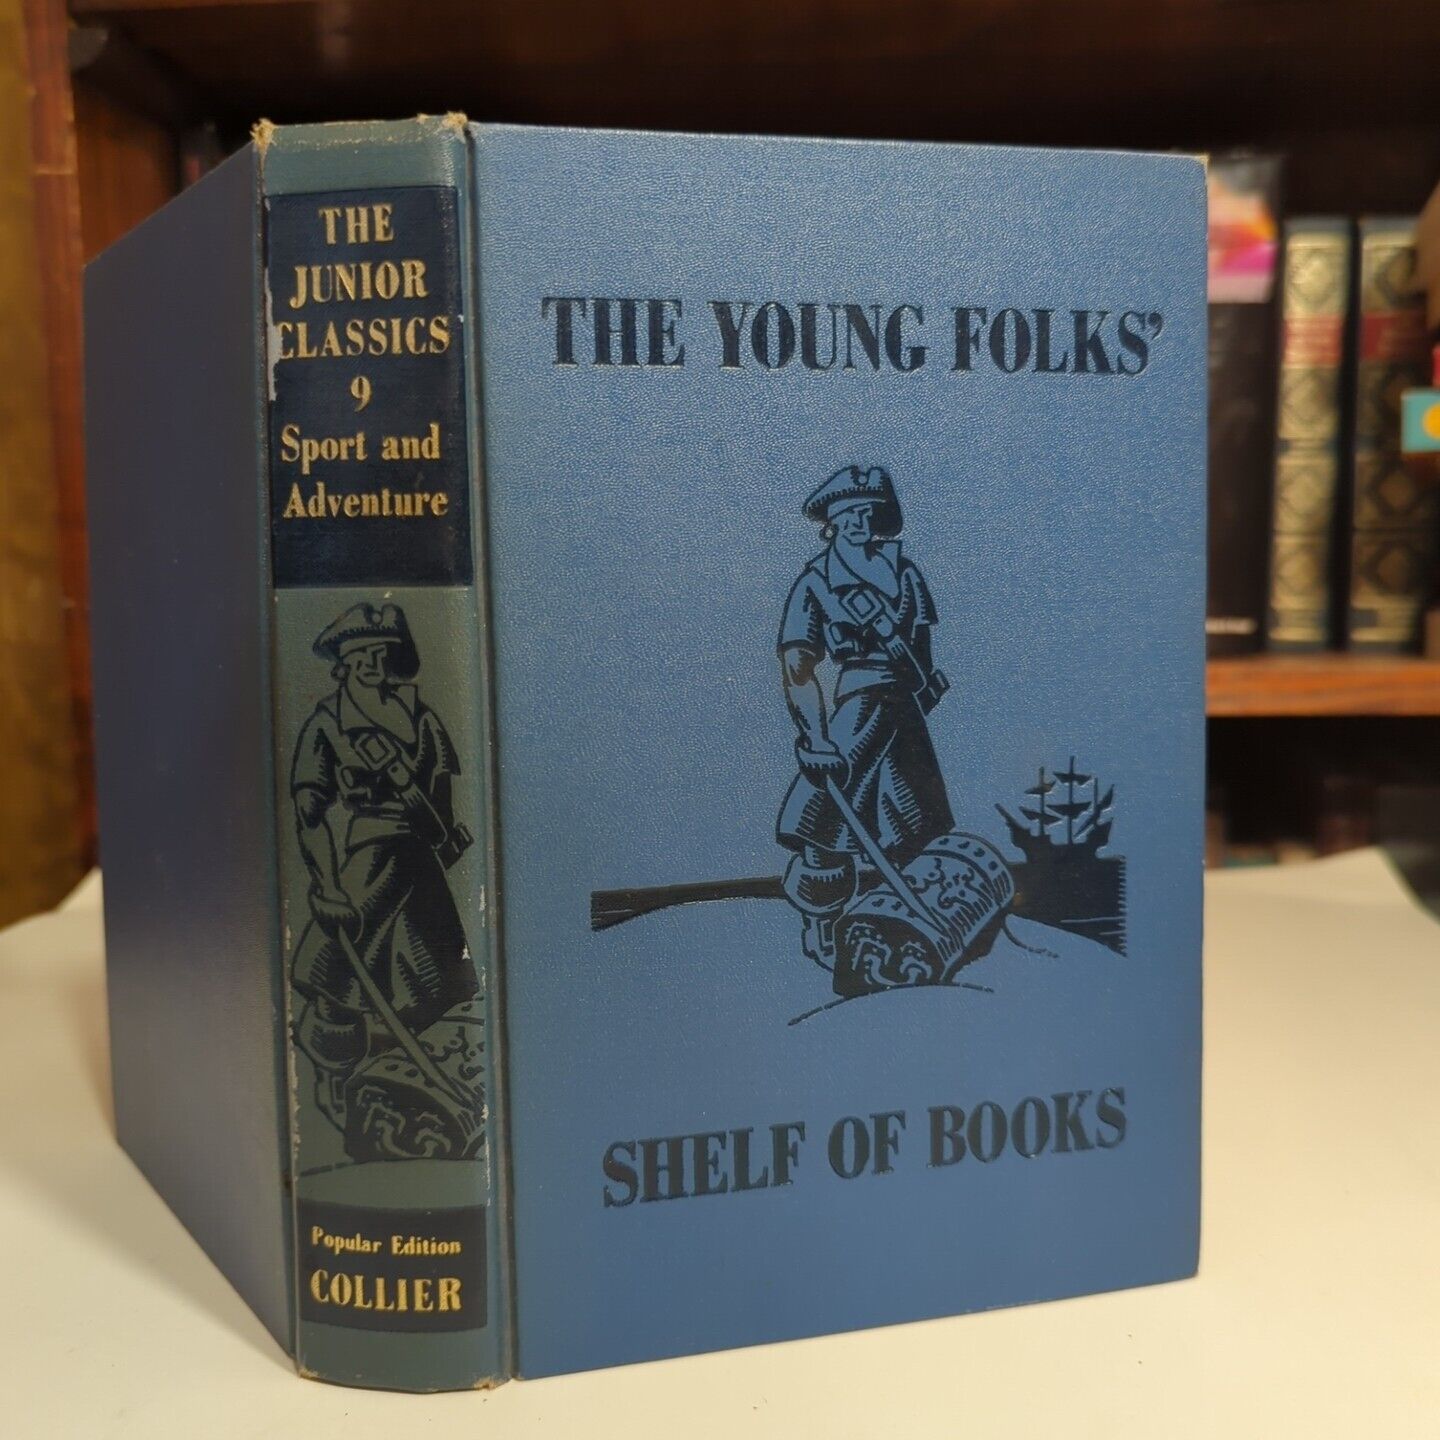 THE
JUNIOR
CLASSICS
9
Sport and
Adventure
Popular Edition
COLLIER
THE YOUNG FOLKS’
SHELF OF BOOKS